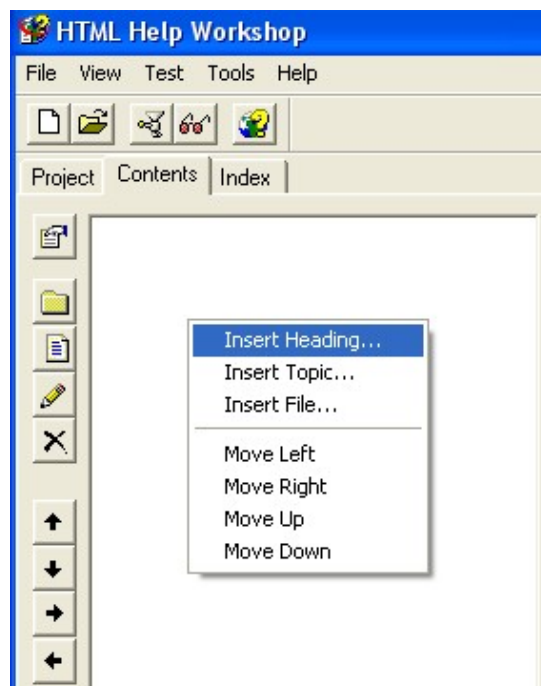 HTML Help Workshop
File View Test Tools Help
Project Contents Index
Insert Heading...
Insert Topic...
Insert File...
Move Left
Move Right
Move Up
Move Down